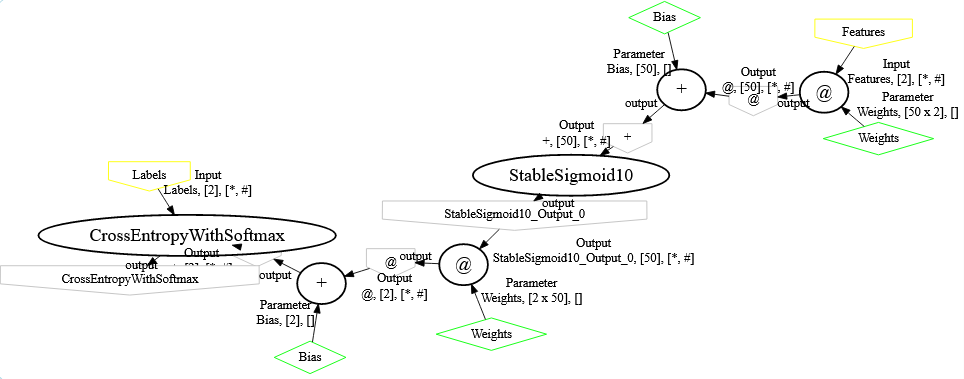 Bias
Features
Parameter
Bias, [50], []
Input
Features, [2], [*, #]
Output
@, [50], [*, #]
+
@
output
@
output
Parameter
Weights, [50 x 2], []
Weights
Output
+, [50], [*, #]
+
StableSigmoid10
output
StableSigmoid10_Output_0
Labels
Input
Labels, [2], [*, #]
CrossEntropyWithSoftmax
output
CrossEntropyWithSoftmax
Output
output
+
@
output
Output
@, [2], [*, #]
@
Output
StableSigmoid10_Output_0, [50], [*, #]
Parameter
Weights, [2 x 50], []
Weights
Parameter
Bias, [2], []
Bias